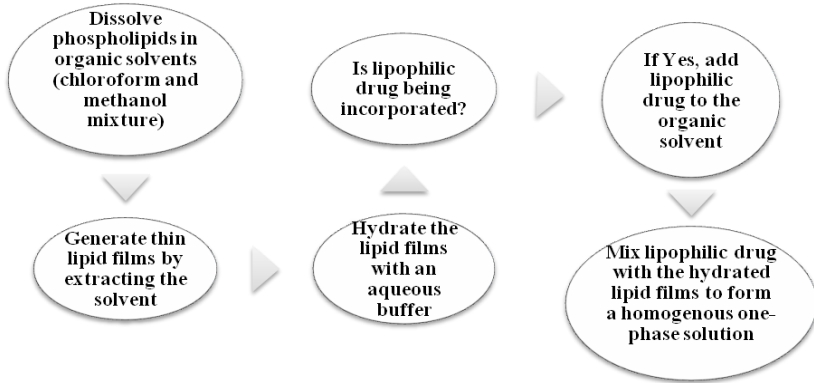 Dissolve
phospholipids in
organic solvents
(chloroform and
methanol
mixture)
Generate thin
lipid films by
extracting the
solvent
Hydrate the
lipid films
with an
aqueous
buffer
Is lipophilic
drug being
incorporated?
If Yes, add
lipophilic
drug to the
organic
solvent
Mix lipophilic drug
with the hydrated
lipid films to form
a homogenous one-
phase solution